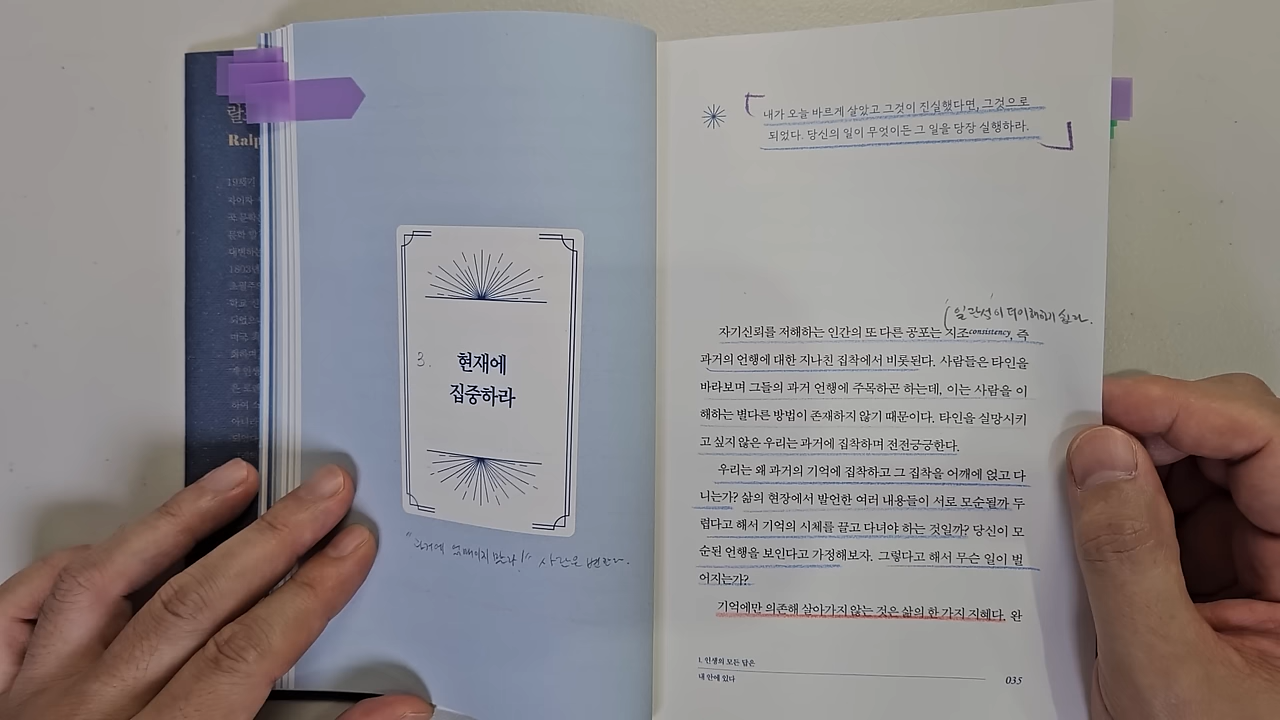 Ralp
19세기
1803년
3.
현재에
집중하라
"과거에 얽매이지 말라!" 사람은 변한다.
내가 오늘 바르게 살았고 그것이 진실했다면, 그것으로
되었다. 당신의 일이 무엇이든 그 일을 당장 실행하라.
'일관성'이
자기신뢰를 저해하는 인간의 또 다른 공포는 지조consistency, 즉
과거의 언행에 대한 지나친 집착에서 비롯된다. 사람들은 타인을
바라보며 그들의 과거 언행에 주목하곤 하는데, 이는 사람을 이
해하는 별다른 방법이 존재하지 않기 때문이다. 타인을 실망시키
고 싶지 않은 우리는 과거에 집착하며 전전긍긍한다.
우리는 왜 과거의 기억에 집착하고 그 집착을 어깨에 얹고 다
니는가? 삶의 현장에서 발언한 여러 내용들이 서로 모순될까 두
렵다고 해서 기억의 시체를 끌고 다녀야 하는 것일까? 당신이 모
순된 언행을 보인다고 가정해보자. 그렇다고 해서 무슨 일이 벌
어지는가?
기억에만 의존해 살아가지 않는 것은 삶의 한 가지 지혜다. 완
1. 인생의 모든 답은
내 안에 있다
035